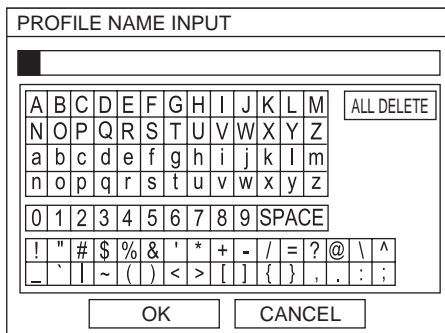 PROFILE NAME INPUT
A B C D E F G H I J K L M ALL DELETE
N O P Q R S T U V W X Y Z
a b c d e f g h i j k l m
n o p q r s t u v w x y z
0 1 2 3 4 5 6 7 8 9 SPACE
! " # $ % & ' * + - / = ? @ \ ^
_ ` | ~ ( ) < > [ ] { } , . : ;
OK CANCEL